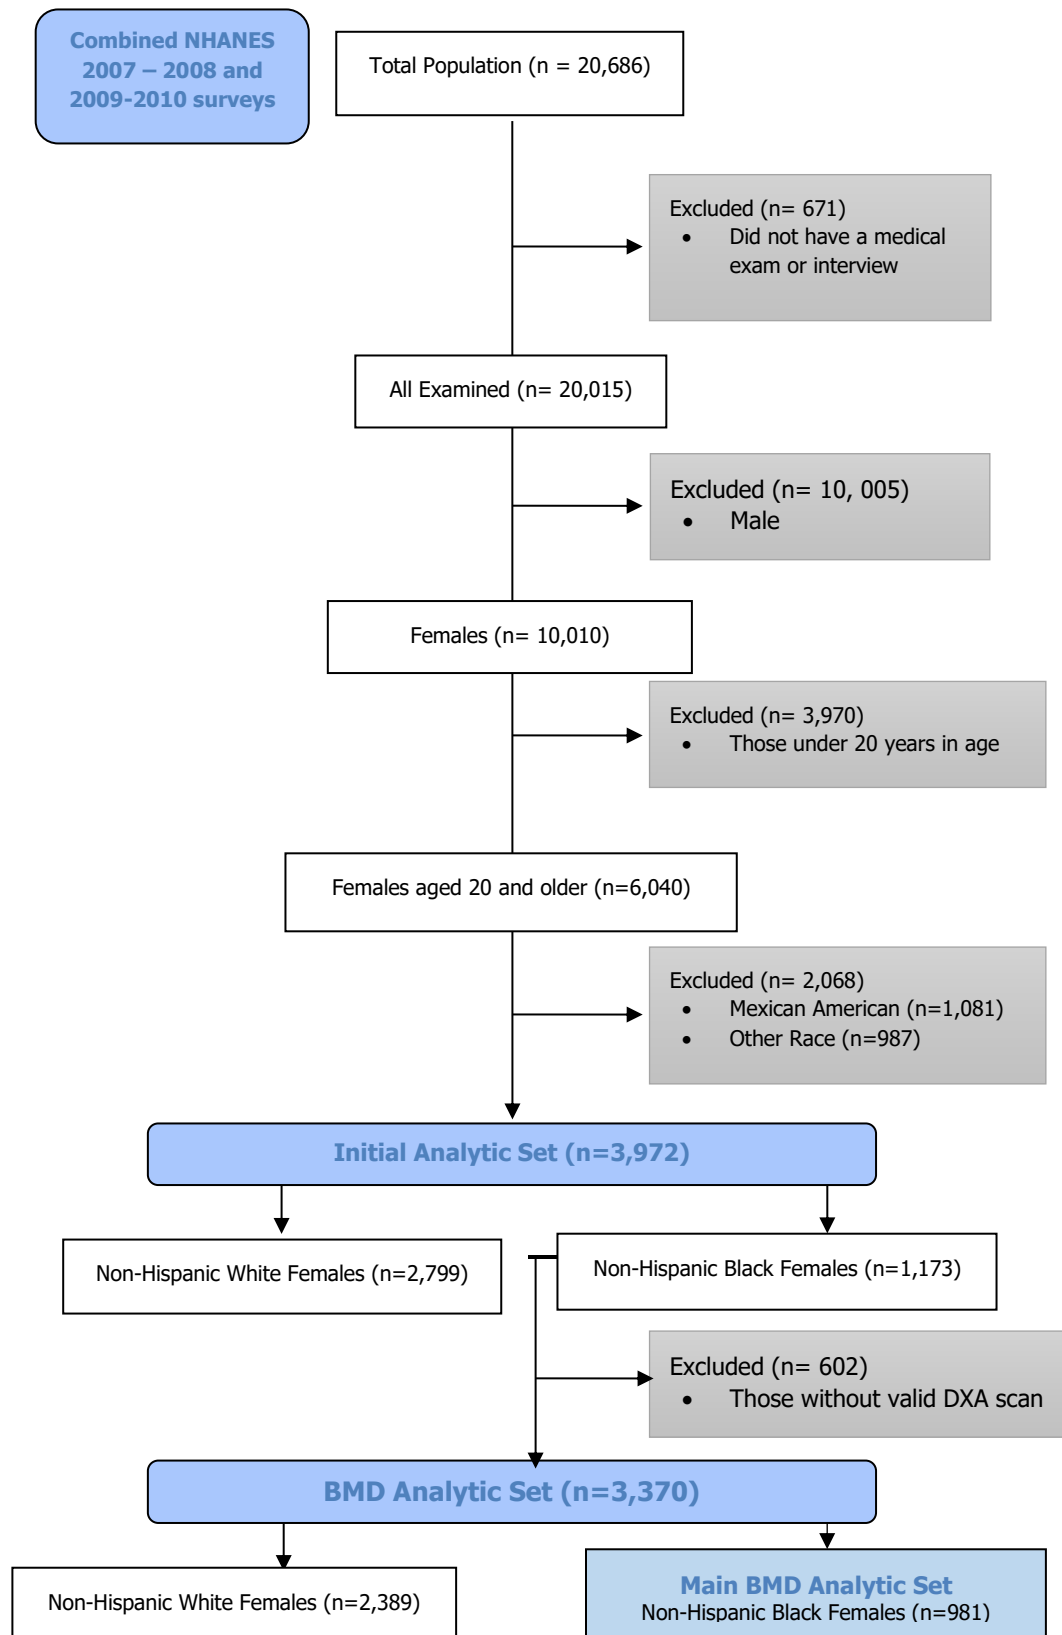 Combined NHANES
2007 – 2008 and
2009-2010 surveys
Total Population (n = 20,686)
Excluded (n= 671)
• Did not have a medical
exam or interview
All Examined (n= 20,015)
Excluded (n= 10, 005)
• Male
Females (n= 10,010)
Excluded (n= 3,970)
• Those under 20 years in age
Females aged 20 and older (n=6,040)
Excluded (n= 2,068)
• Mexican American (n=1,081)
• Other Race (n=987)
Initial Analytic Set (n=3,972)
Non-Hispanic White Females (n=2,799)
Non-Hispanic Black Females (n=1,173)
Excluded (n= 602)
• Those without valid DXA scan
BMD Analytic Set (n=3,370)
Non-Hispanic White Females (n=2,389)
Main BMD Analytic Set
Non-Hispanic Black Females (n=981)